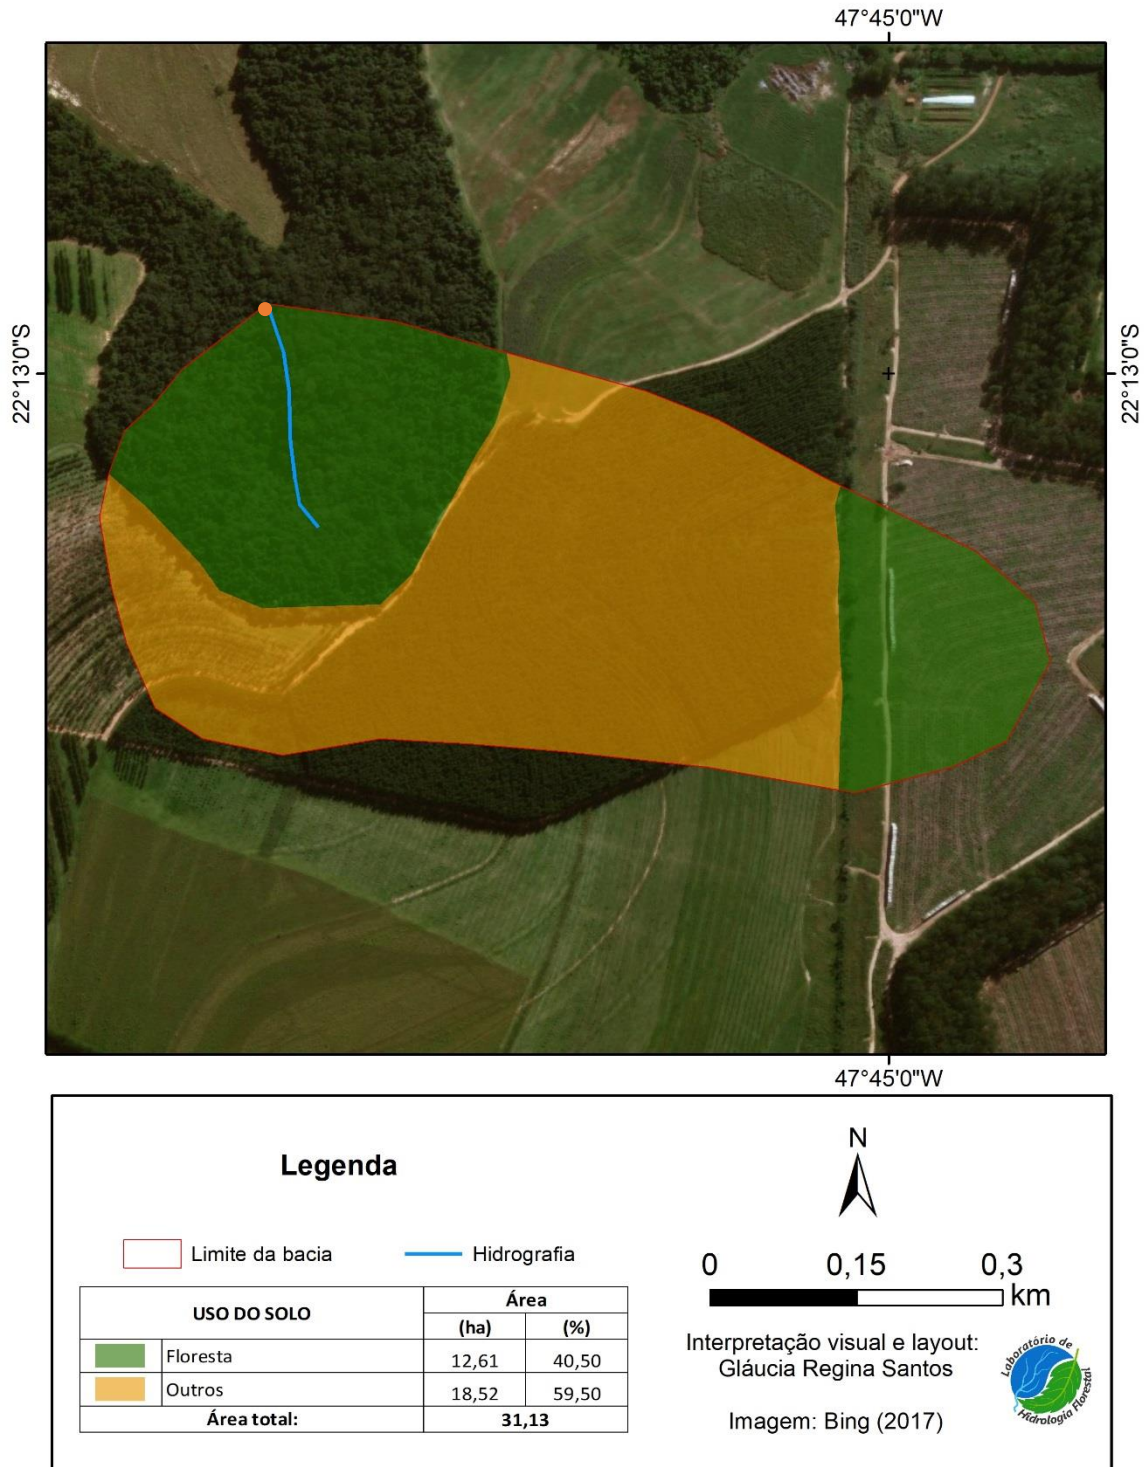 47°45'0"W
22°13'0"S
22°13'0"S
47°45'0"W
Legenda
N
Limite da bacia
Hidrografia
0 0,15 0,3
km
USO DO SOLO
Área
(ha) (%)
Floresta 12,61 40,50
Outros 18,52 59,50
Área total: 31,13
Interpretação visual e layout:
Gláucia Regina Santos
Imagem: Bing (2017)
Laboratório de
Hidrologia Florestal